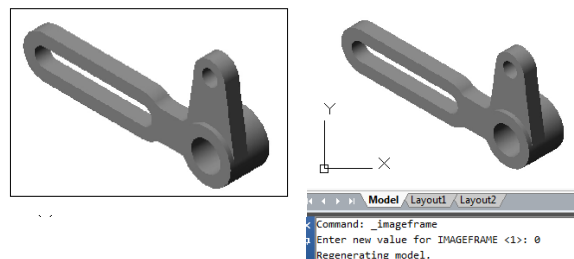 Y
X
Model Layout1 Layout2
Command: _imageframe
Enter new value for IMAGEFRAME <1>: 0
Regenerating model.